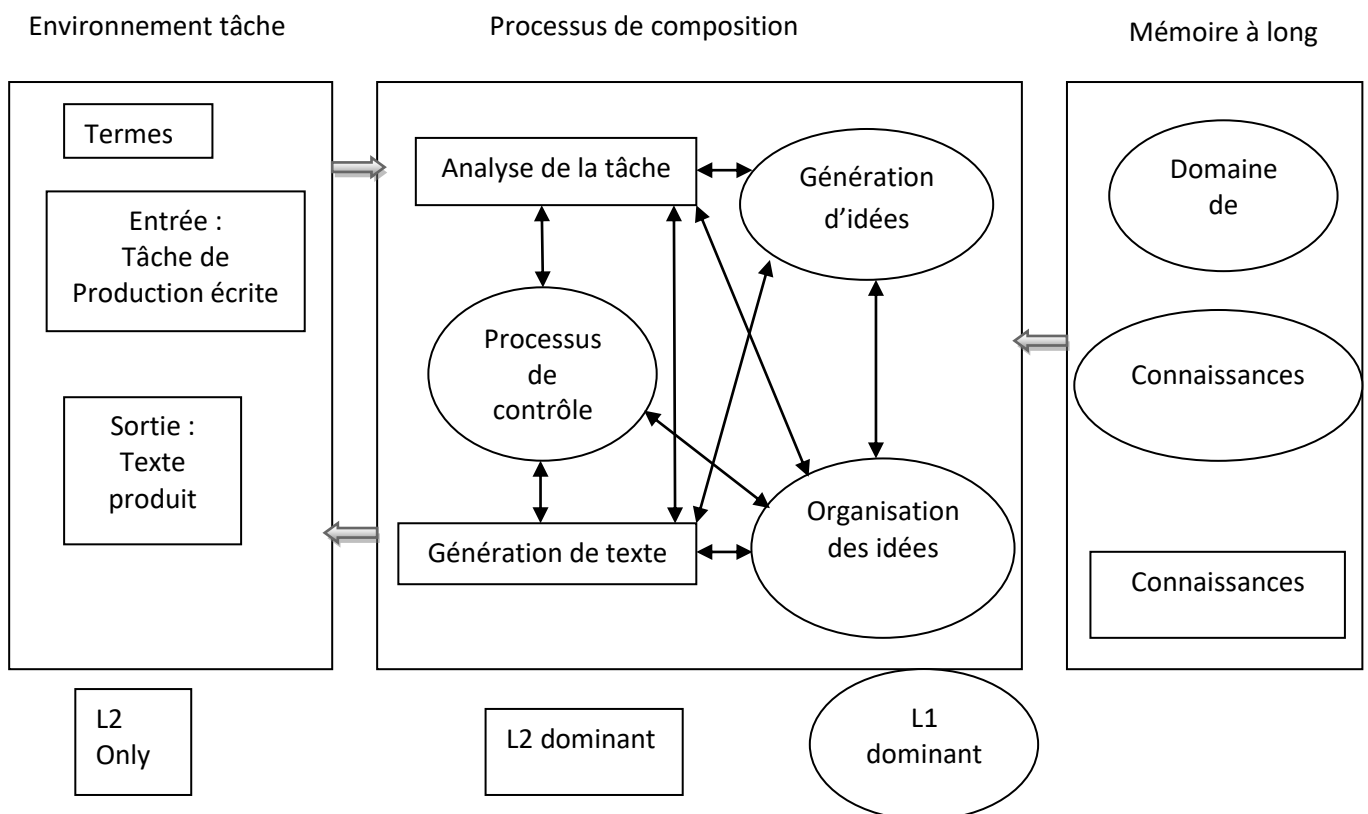 Environnement tâche
Processus de composition
Mémoire à long
Termes
Entrée :
Tâche de
Production écrite
Sortie :
Texte
produit
Analyse de la tâche
Génération
d’idées
Processus
de
contrôle
Génération de texte
Organisation
des idées
Domaine
de
Connaissances
Connaissances
L2
Only
L2 dominant
L1
dominant